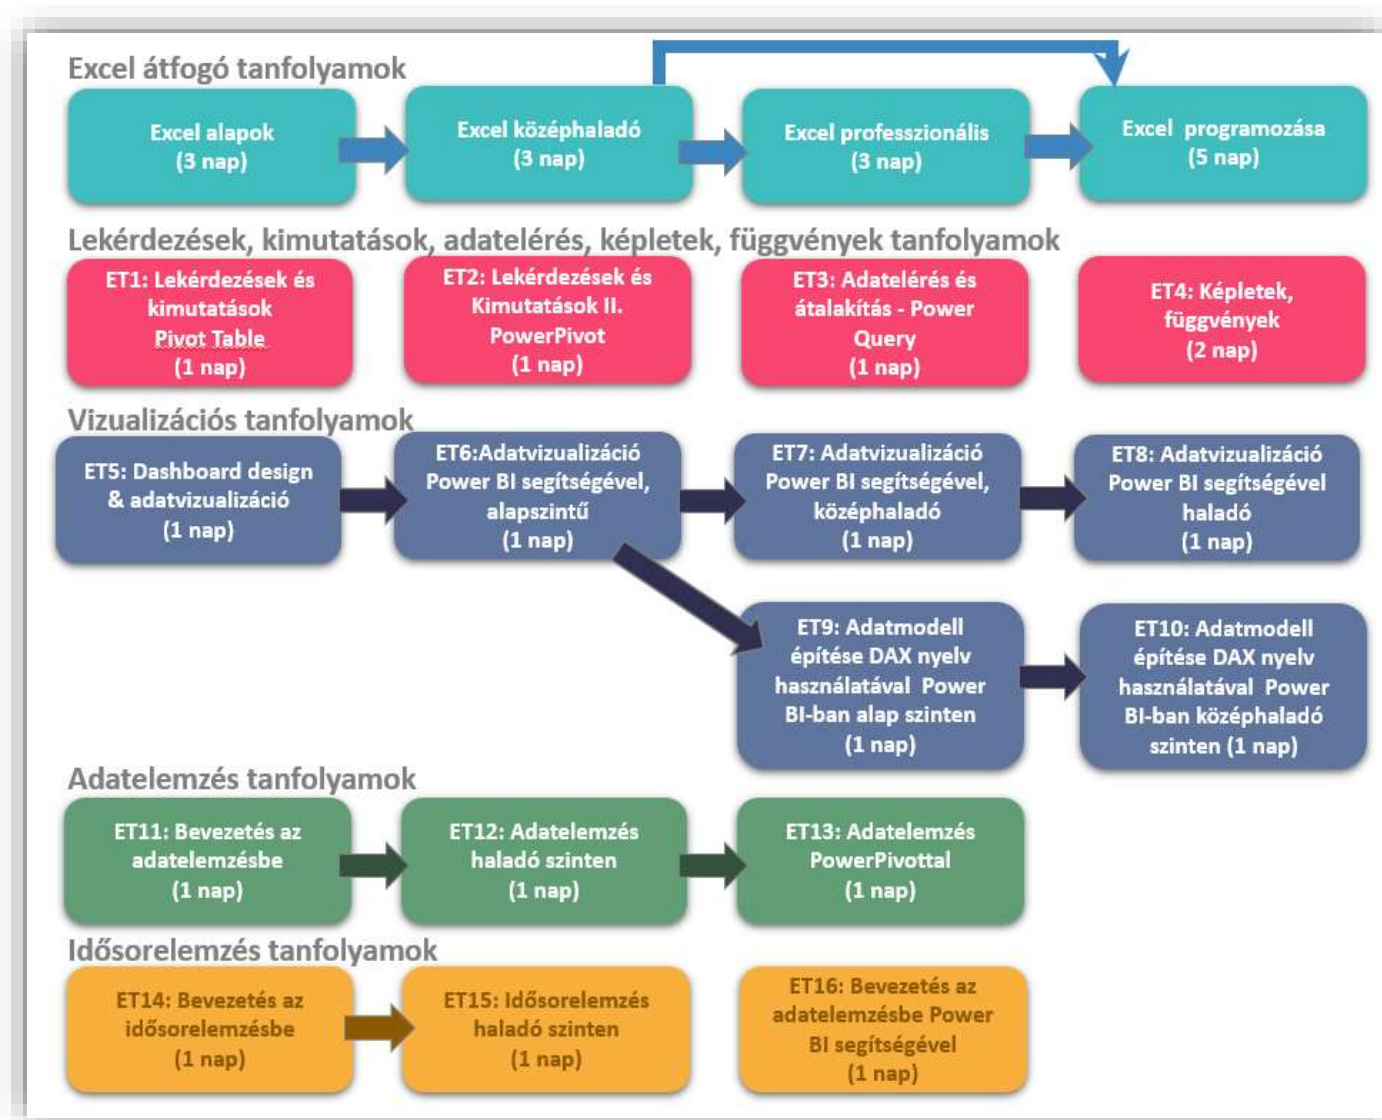 Excel átfogó tanfolyamok
Excel alapok
(3 nap)
Excel középhaladó
(3 nap)
Excel professzionális
(3 nap)
Excel programozása
(5 nap)
Lekérdezések, kimutatások, adatelérés, képletek, függvények tanfolyamok
ET1: Lekérdezések és
kimutatások
Pivot Table
(1 nap)
ET2: Lekérdezések és
Kimutatások II.
PowerPivot
(1 nap)
ET3: Adatelérés és
átalakítás - Power
Query
(1 nap)
ET4: Képletek,
függvények
(2 nap)
Vizualizációs tanfolyamok
ET5: Dashboard design
& adatvizualizáció
(1 nap)
ET6:Adatvizualizáció
Power BI segítségével,
alapszintű
(1 nap)
ET7: Adatvizualizáció
Power BI segítségével,
középhaladó
(1 nap)
ET8: Adatvizualizáció
Power BI segítségével
haladó
(1 nap)
ET9: Adatmodell
építése DAX nyelv
használatával Power
BI-ban alap szinten
(1 nap)
ET10: Adatmodell
építése DAX nyelv
használatával Power
BI-ban középhaladó
szinten (1 nap)
Adatelemzés tanfolyamok
ET11: Bevezetés az
adatelemzésbe
(1 nap)
ET12: Adatelemzés
haladó szinten
(1 nap)
ET13: Adatelemzés
PowerPivottal
(1 nap)
Idősorelemzés tanfolyamok
ET14: Bevezetés az
idősorelemzésbe
(1 nap)
ET15: Idősorelemzés
haladó szinten
(1 nap)
ET16: Bevezetés az
adatelemzésbe Power
BI segítségével
(1 nap)